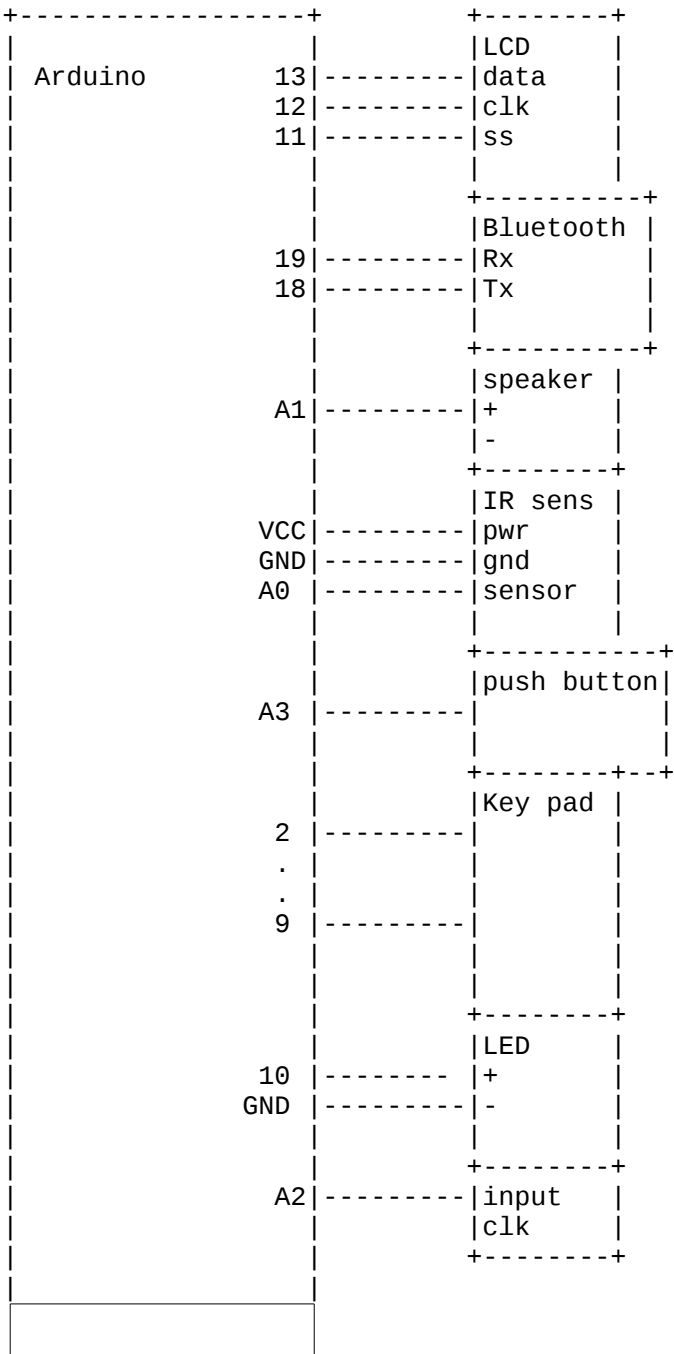 +------------------+         +--------+
|                  |         |LCD     |
| Arduino        13|---------|data    |
|                12|---------|clk     |
|                11|---------|ss      |
|                  |         |        |
|                  |         +----------+
|                  |         |Bluetooth |
|                19|---------|Rx        |
|                18|---------|Tx        |
|                  |         |          |
|                  |         +----------+
|                  |         |speaker |
|                A1|---------|+       |
|                  |         |-       |
|                  |         +--------+
|                  |         |IR sens |
|               VCC|---------|pwr     |
|               GND|---------|gnd     |
|               A0 |---------|sensor  |
|                  |         |        |
|                  |         +-----------+
|                  |         |push button|
|               A3 |---------|           |
|                  |         |           |
|                  |         +--------+--+
|                  |         |Key pad |
|                2 |---------|        |
|                . |         |        |
|                . |         |        |
|                9 |---------|        |
|                  |         |        |
|                  |         |        |
|                  |         +--------+
|                  |         |LED     |
|               10 |--------  |+       |
|              GND |---------|-       |
|                  |         |        |
|                  |         +--------+
|                A2|---------|input   |
|                  |         |clk     |
|                  |         +--------+
|                  |